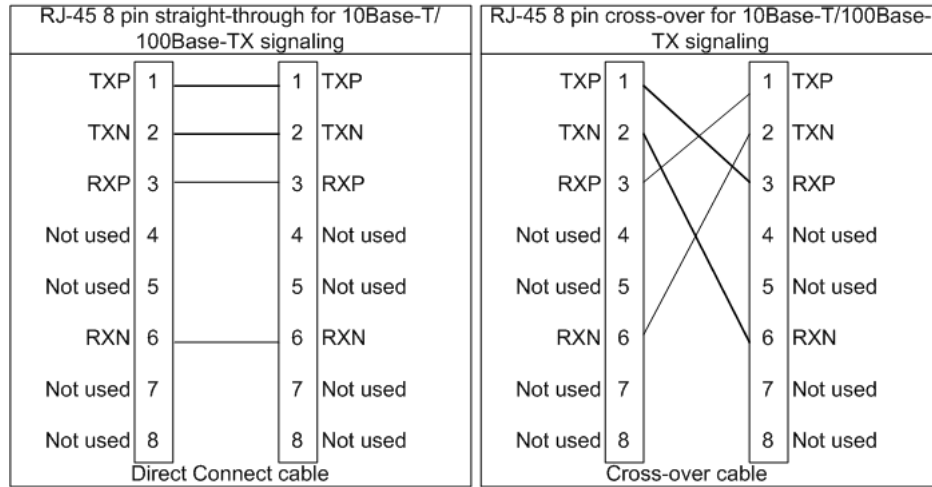 RJ-45 8 pin straight-through for 10Base-T/
100Base-TX signaling
TXP 1 1 TXP
TXN 2 2 TXN
RXP 3 3 RXP
Not used 4 4 Not used
Not used 5 5 Not used
RXN 6 6 RXN
Not used 7 7 Not used
Not used 8 8 Not used
Direct Connect cable
RJ-45 8 pin cross-over for 10Base-T/100Base-
TX signaling
TXP 1 1 TXP
TXN 2 2 TXN
RXP 3 3 RXP
Not used 4 4 Not used
Not used 5 5 Not used
RXN 6 6 RXN
Not used 7 7 Not used
Not used 8 8 Not used
Cross-over cable